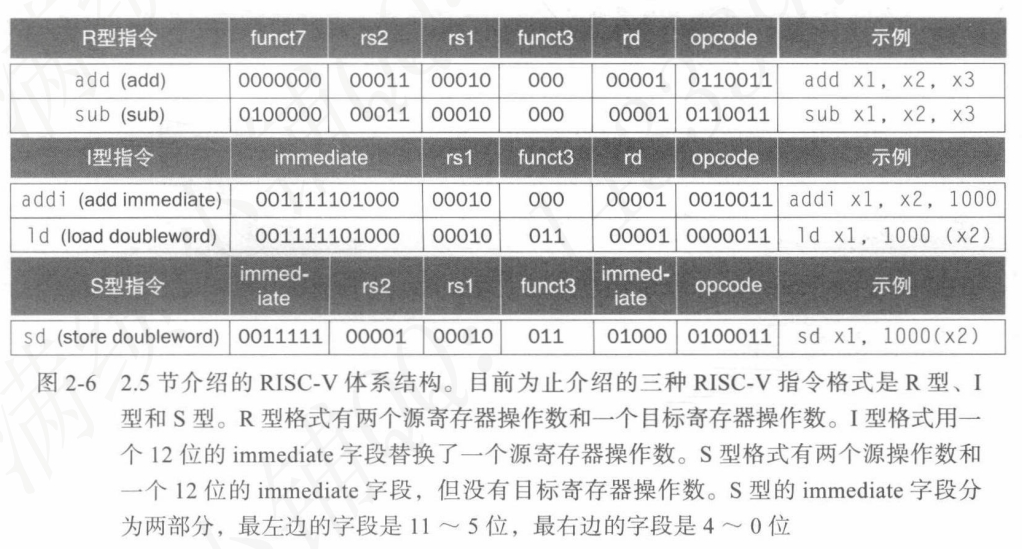 R型指令 funct7 rs2 rs1 funct3 rd opcode 示例
add (add) 0000000 00011 00010 000 00001 0110011 add x1, x2, x3
sub (sub) 0100000 00011 00010 000 00001 0110011 sub x1, x2, x3
I型指令 immediate rs1 funct3 rd opcode 示例
addi (add immediate) 001111101000 00010 000 00001 0010011 addi x1, x2, 1000
ld (load doubleword) 001111101000 00010 011 00001 0000011 ld x1, 1000 (x2)
S型指令 immed-iate rs2 rs1 funct3 immed-iate opcode 示例
sd (store doubleword) 0011111 00001 00010 011 01000 0100011 sd x1, 1000(x2)
图 2-6 2.5 节介绍的 RISC-V 体系结构。目前为止介绍的三种 RISC-V 指令格式是 R 型、I
型和 S 型。R 型格式有两个源寄存器操作数和一个目标寄存器操作数。I 型格式用一
个 12 位的 immediate 字段替换了一个源寄存器操作数。S 型格式有两个源操作数和
一个 12 位的 immediate 字段，但没有目标寄存器操作数。S 型的 immediate 字段分
为两部分，最左边的字段是 11 ～ 5 位，最右边的字段是 4 ～ 0 位